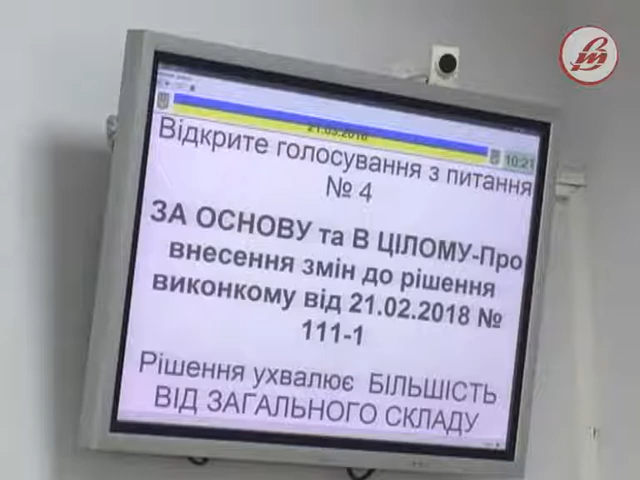 21.03.2018
10:21
Відкрите голосування з питання
№ 4
ЗА ОСНОВУ та В ЦІЛОМУ-Про
внесення змін до рішення
виконкому від 21.02.2018 №
111-1
Рішення ухвалює БІЛЬШІСТЬ
ВІД ЗАГАЛЬНОГО СКЛАДУ